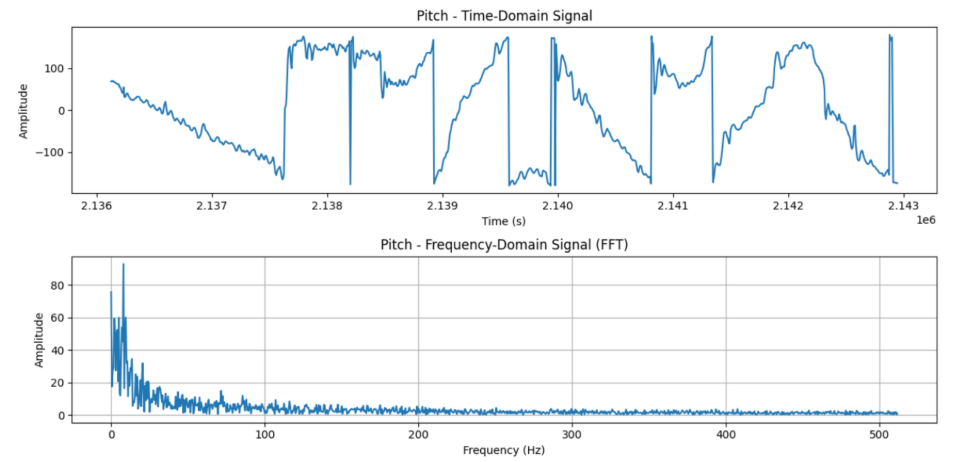 Pitch - Time-Domain Signal
Amplitude
100
0
−100
2.136 2.137 2.138 2.139 2.140 2.141 2.142 2.143
1e6
Time (s)
Pitch - Frequency-Domain Signal (FFT)
Amplitude
80
60
40
20
0
0 100 200 300 400 500
Frequency (Hz)